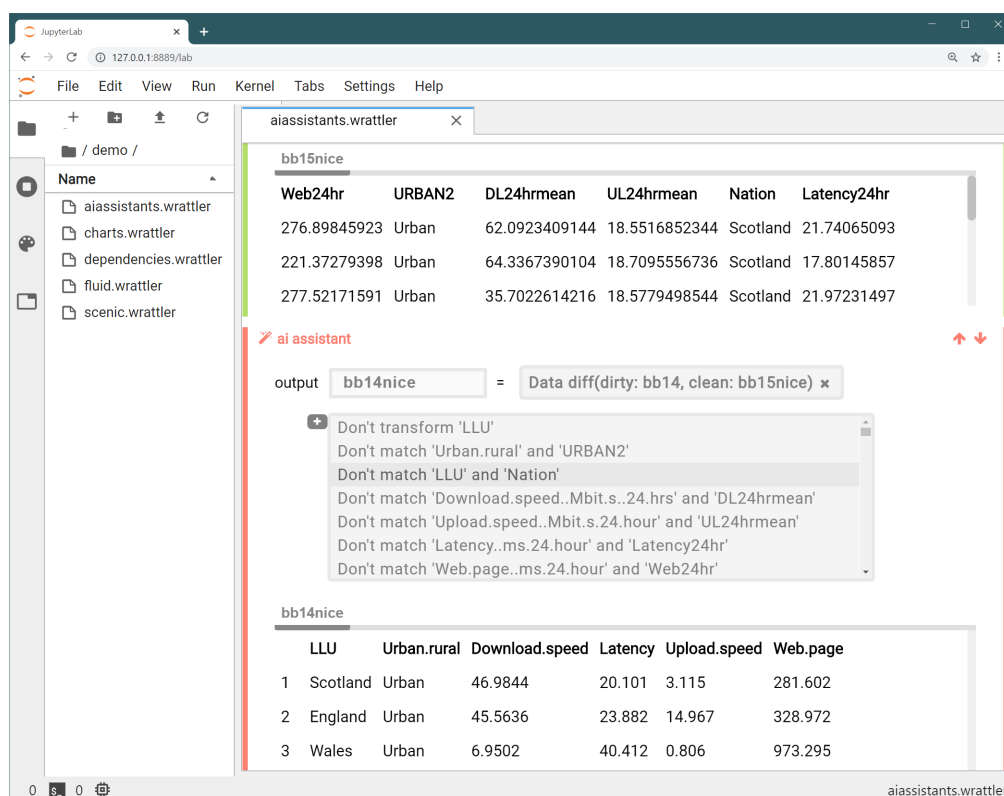 JupyterLab × +
127.0.0.1:8889/lab
File Edit View Run Kernel Tabs Settings Help
aiassistants.wrattler ×
/ demo /
Name
aiassistants.wrattler
charts.wrattler
dependencies.wrattler
fluid.wrattler
scenic.wrattler
bb15nice
Web24hr URBAN2 DL24hrmean UL24hrmean Nation Latency24hr
276.89845923 Urban 62.0923409144 18.5516852344 Scotland 21.74065093
221.37279398 Urban 64.3367390104 18.7095556736 Scotland 17.80145857
277.52171591 Urban 35.7022614216 18.5779498544 Scotland 21.97231497
ai assistant
output bb14nice = Data diff(dirty: bb14, clean: bb15nice) ×
+
Don't transform 'LLU'
Don't match 'Urban.rural' and 'URBAN2'
Don't match 'LLU' and 'Nation'
Don't match 'Download.speed..Mbit.s..24.hrs' and 'DL24hrmean'
Don't match 'Upload.speed..Mbit.s.24.hour' and 'UL24hrmean'
Don't match 'Latency..ms.24.hour' and 'Latency24hr'
Don't match 'Web.page..ms.24.hour' and 'Web24hr'
bb14nice
LLU Urban.rural Download.speed Latency Upload.speed Web.page
1 Scotland Urban 46.9844 20.101 3.115 281.602
2 England Urban 45.5636 23.882 14.967 328.972
3 Wales Urban 6.9502 40.412 0.806 973.295
0 $_ 0 aiassistants.wrattle